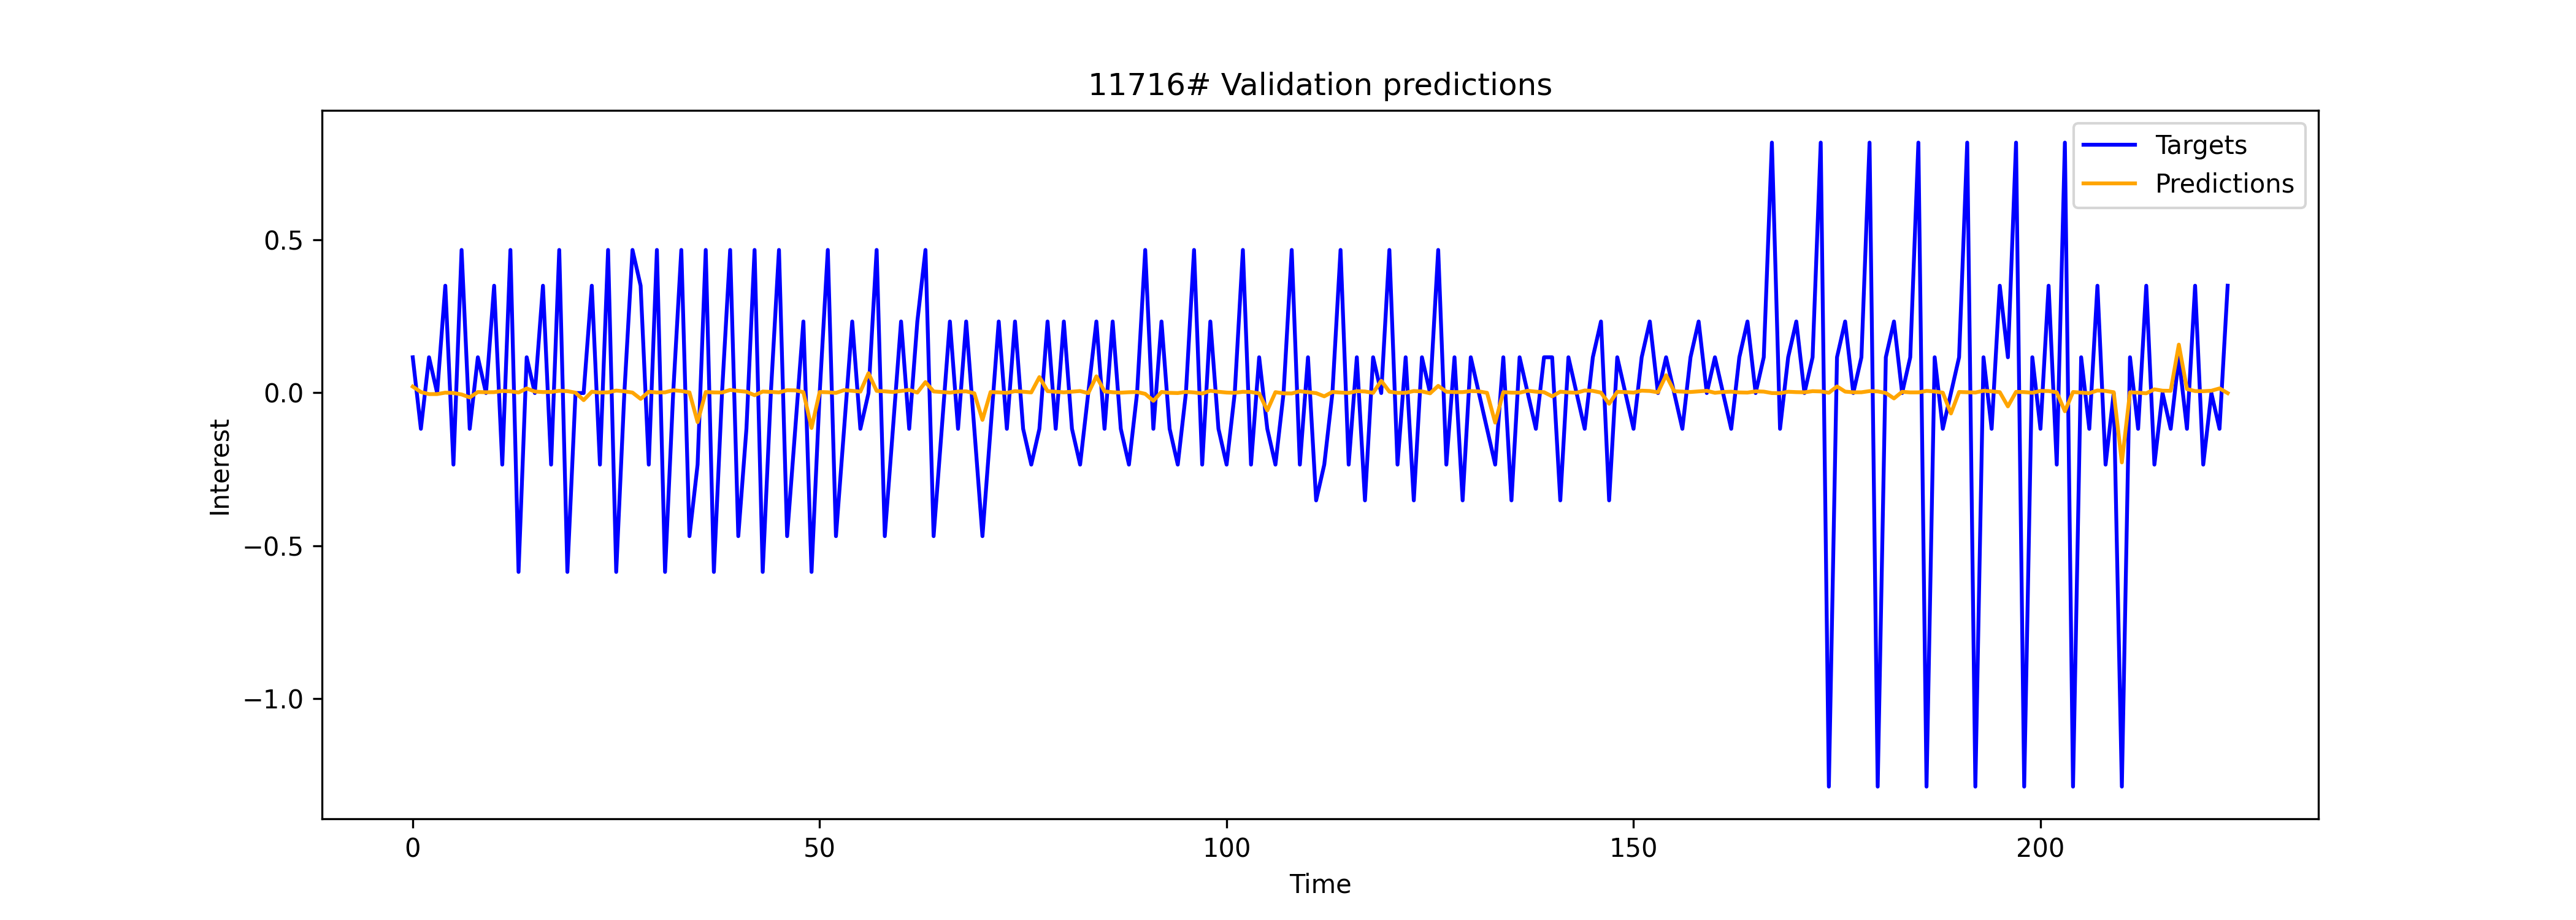 11716# Validation predictions
Targets
Predictions
0.5
0.0
−0.5
−1.0
Interest
0 50 100 150 200
Time